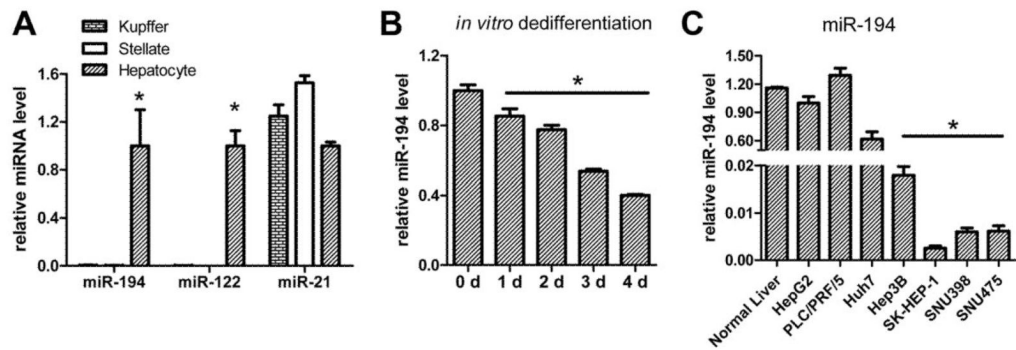 A
Kupffer
Stellate
Hepatocyte
relative miRNA level
1.6
1.2
0.8
0.4
0.0
* *
miR-194 miR-122 miR-21
B
in vitro dedifferentiation
relative miR-194 level
1.2
0.8
0.4
0.0
*
0 d 1 d 2 d 3 d 4 d
C
miR-194
relative miR-194 level
1.50
1.20
0.90
0.60
0.02
0.01
0.00
*
Normal Liver
HepG2
PLC/PRF/5
Huh7
Hep3B
SK-HEP-1
SNU398
SNU475